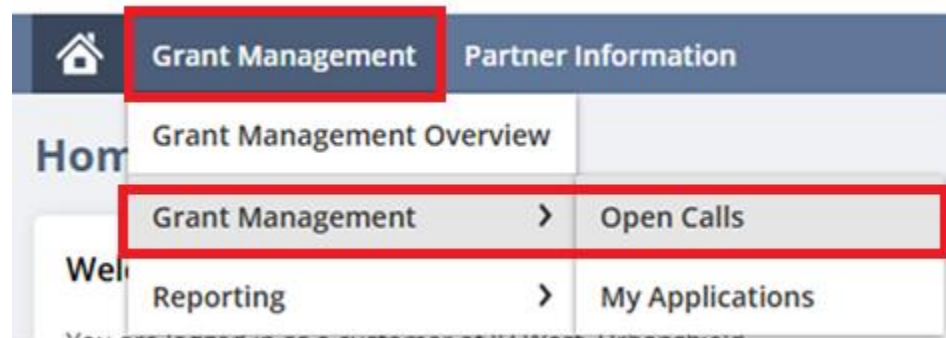 Grant Management Partner Information
Grant Management Overview
Hom
Grant Management > Open Calls
Wel
Reporting > My Applications